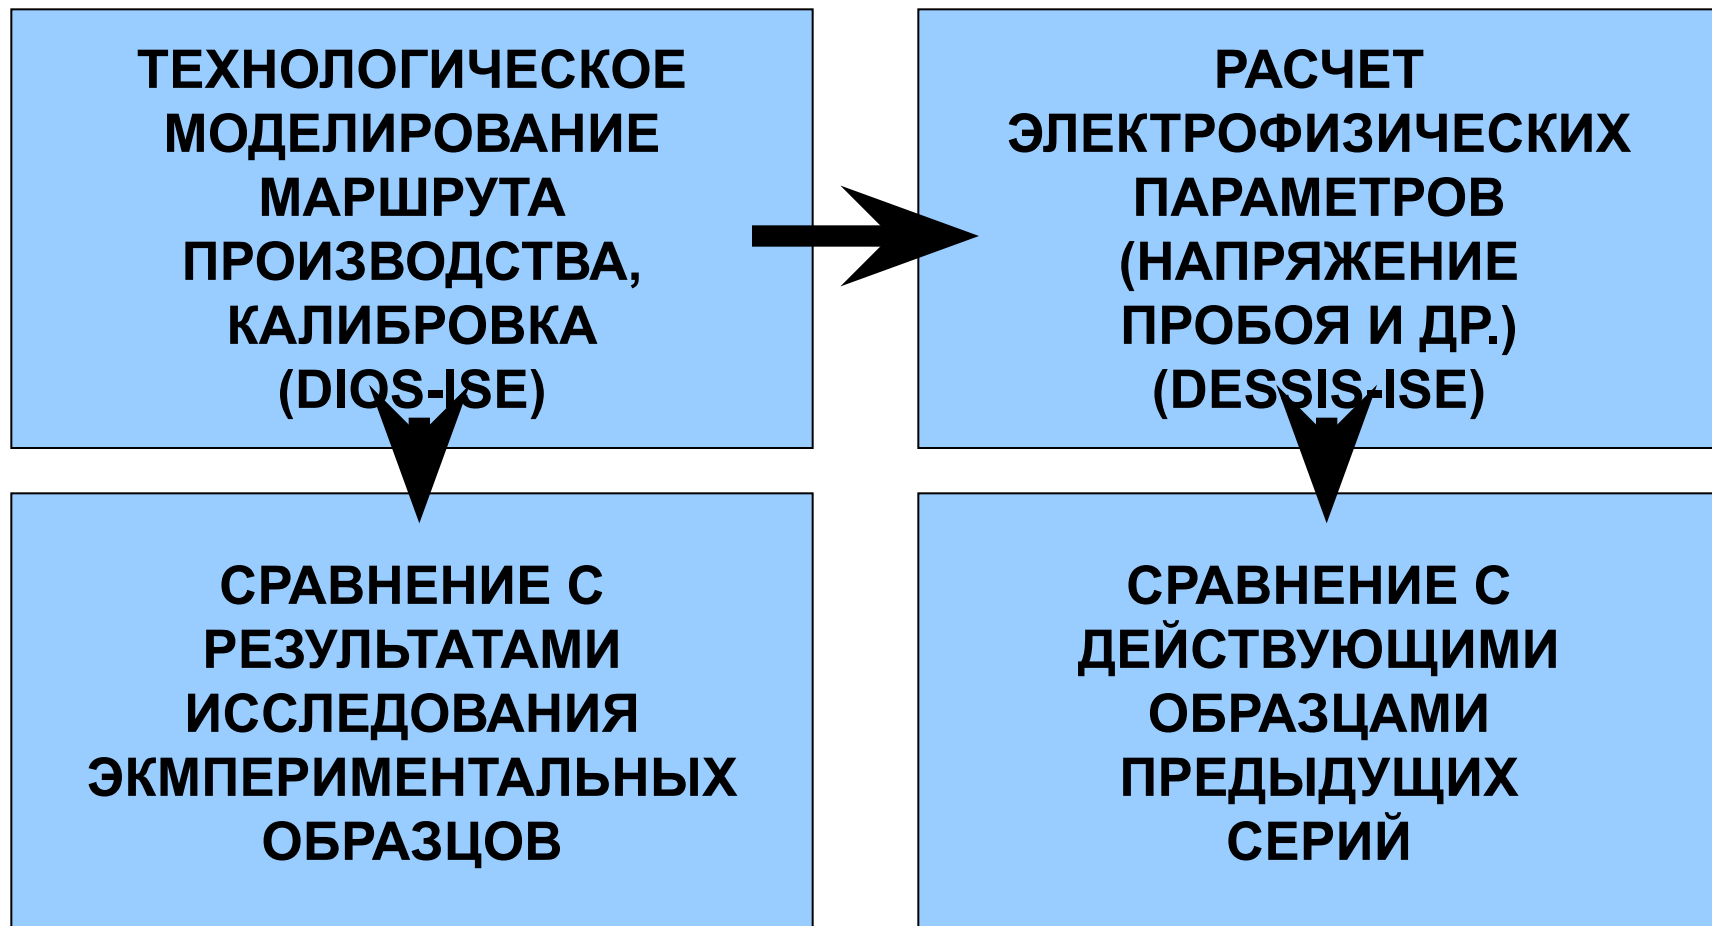 ТЕХНОЛОГИЧЕСКОЕ
МОДЕЛИРОВАНИЕ
МАРШРУТА
ПРОИЗВОДСТВА,
КАЛИБРОВКА
(DIOS-ISE)
РАСЧЕТ
ЭЛЕКТРОФИЗИЧЕСКИХ
ПАРАМЕТРОВ
(НАПРЯЖЕНИЕ
ПРОБОЯ И ДР.)
(DESSIS-ISE)
СРАВНЕНИЕ С
РЕЗУЛЬТАТАМИ
ИССЛЕДОВАНИЯ
ЭКМПЕРИМЕНТАЛЬНЫХ
ОБРАЗЦОВ
СРАВНЕНИЕ С
ДЕЙСТВУЮЩИМИ
ОБРАЗЦАМИ
ПРЕДЫДУЩИХ
СЕРИЙ